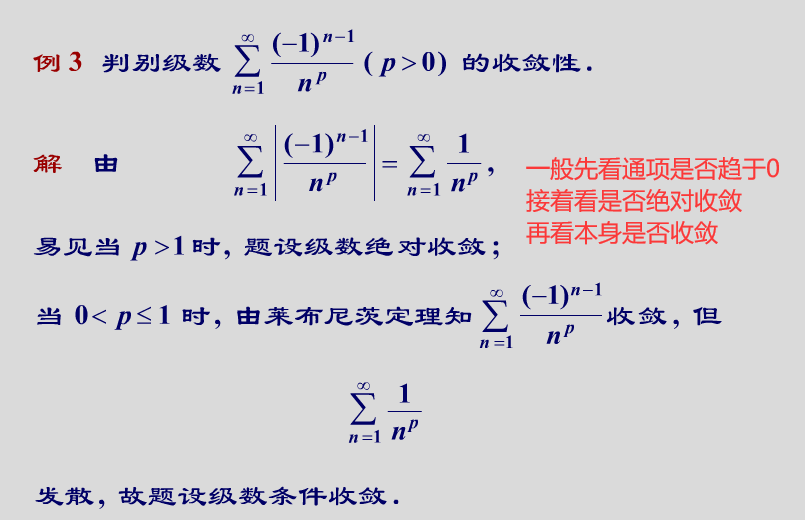 例 3 判别级数 $\sum_{n=1}^{\infty} \frac{(-1)^{n-1}}{n^p}$ ( p > 0) 的收敛性.
解 由 $\sum_{n=1}^{\infty} \left| \frac{(-1)^{n-1}}{n^p} \right| = \sum_{n=1}^{\infty} \frac{1}{n^p}$ ,
一般先看通项是否趋于0
接着看是否绝对收敛
再看本身是否收敛
易见当 p >1 时, 题设级数绝对收敛;
当 0< p ≤ 1 时, 由莱布尼茨定理知 $\sum_{n=1}^{\infty} \frac{(-1)^{n-1}}{n^p}$ 收敛, 但
$\sum_{n=1}^{\infty} \frac{1}{n^p}$
发散, 故题设级数条件收敛.